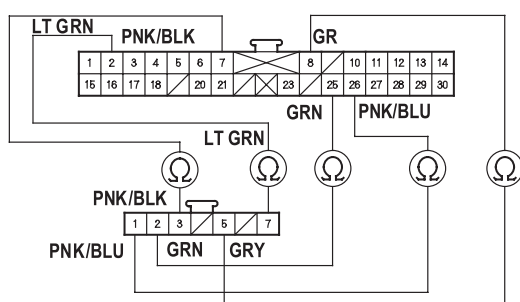 LT GRN
PNK/BLK
GR
1 2 3 4 5 6 7 8 10 11 12 13 14
15 16 17 18 20 21 23 25 26 27 28 29 30
GRN
PNK/BLU
LT GRN
Ω Ω Ω Ω Ω
PNK/BLK
1 2 3 5 7
PNK/BLU
GRN
GRY